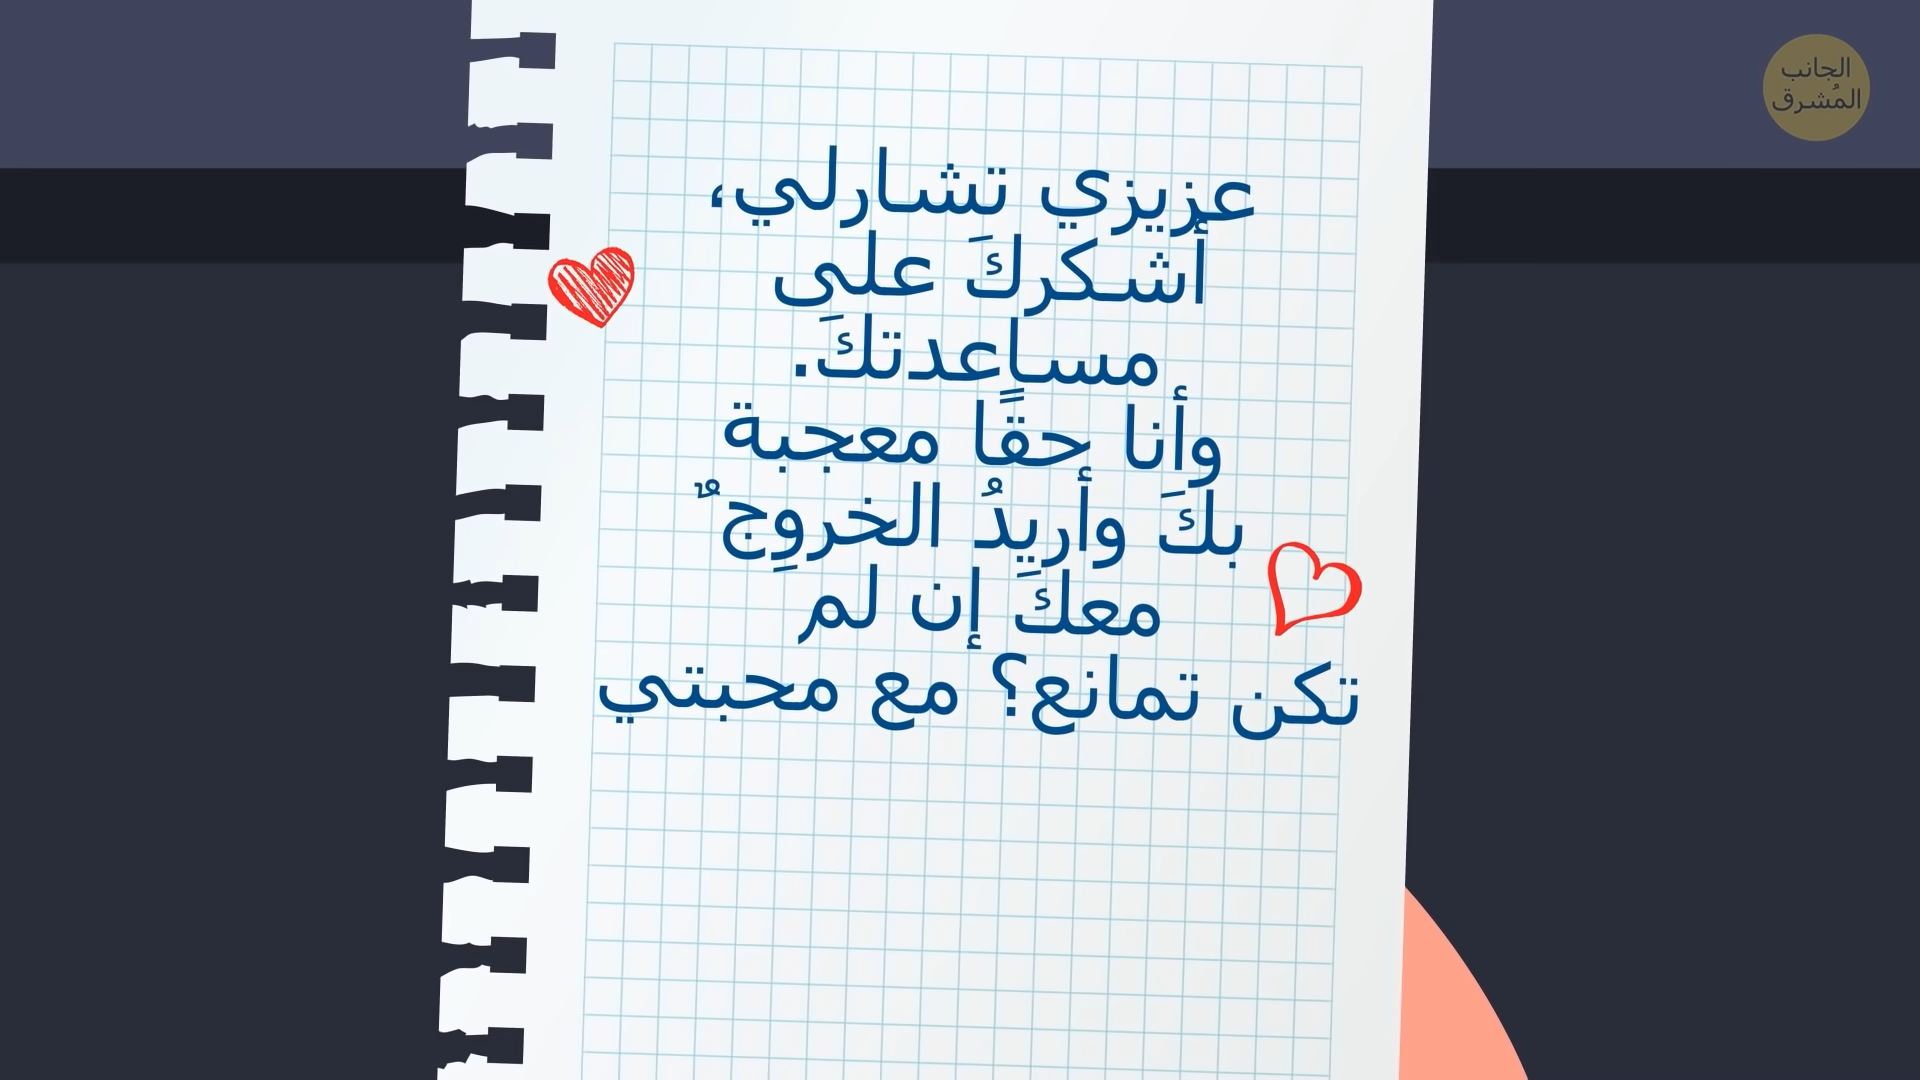 عزيزي تشارلي،
أشكركَ على
مساعدتكَ.
وأنا حقًا معجبة
بكَ وأريدُ الخروِج ٌ
معكَ إن لم
تكن تمانع؟ مع محبتي
الجانب
المُشرق